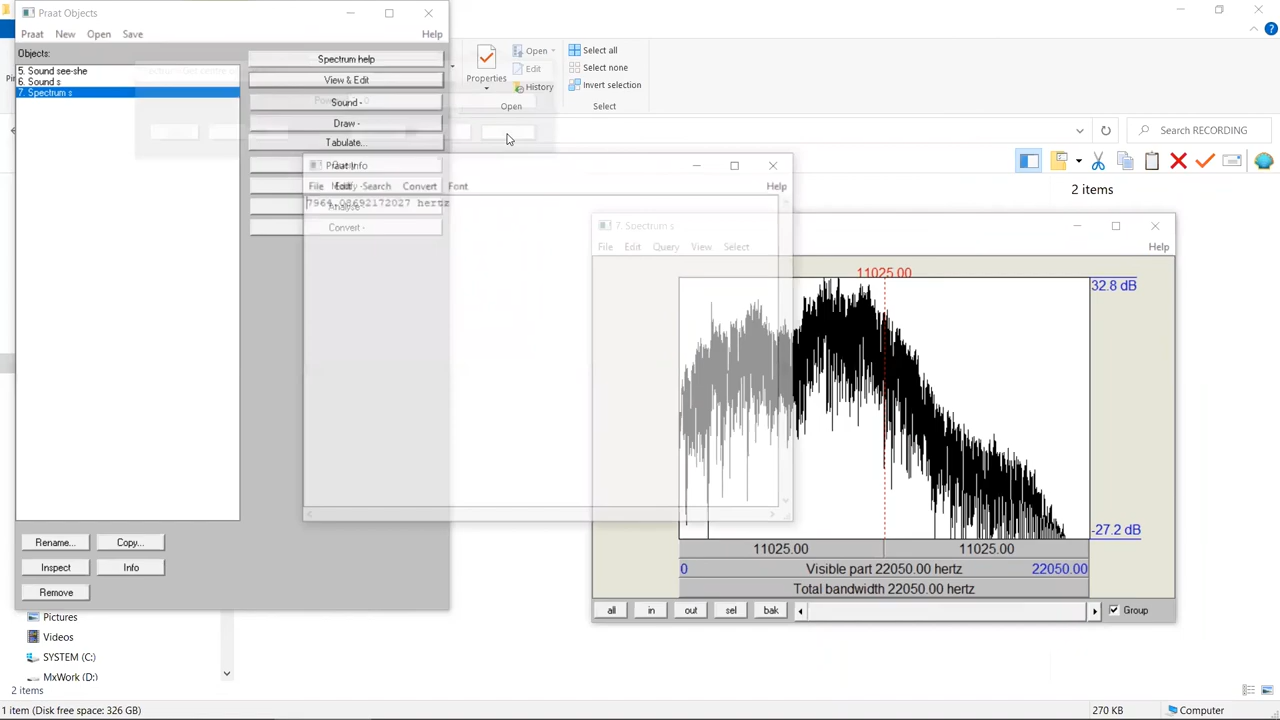 Praat Objects
Praat New Open Save Help
Objects:
5. Sound see-she
6. Sound s
7. Spectrum s
Spectrum help
View & Edit
Sound -
Draw -
Tabulate...
Convert -
Rename...
Copy...
Inspect
Info
Remove
Properties
Open
Edit
History
Open
Select all
Select none
Invert selection
Select
Search RECORDING
2 items
Praat Info
File Edit Search Convert Font Help
7964.08692172027 hertz
7. Spectrum s
File Edit Query View Select Help
11025.00
32.8 dB
-27.2 dB
11025.00 11025.00
0 Visible part 22050.00 hertz 22050.00
Total bandwidth 22050.00 hertz
all in out sel bak
Group
Pictures
Videos
SYSTEM (C:)
MxWork (D:)
2 items
1 item (Disk free space: 326 GB)
270 KB
Computer